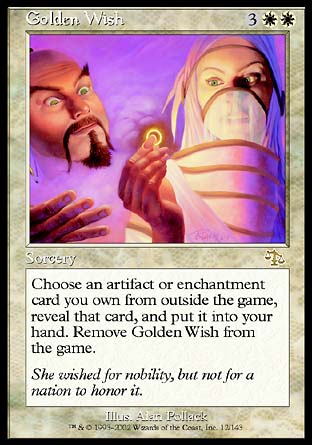 Golden Wish 3
Sorcery
Choose an artifact or enchantment
card you own from outside the game,
reveal that card, and put it into your
hand. Remove Golden Wish from
the game.
She wished for nobility, but not for a
nation to honor it.
Illus. Alan Pollack
™ & © 1993-2002 Wizards of the Coast, Inc. 12/143